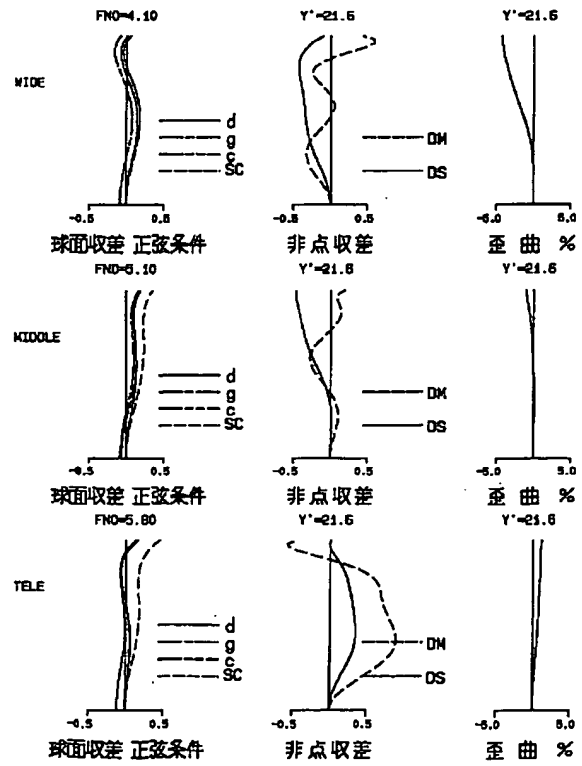 FNO=4.10 Y'=21.6 Y'=21.6
WIDE
d
g
c
SC
DM
DS
-0.5 0.5 -0.5 0.5 -5.0 5.0
球面収差 正弦条件 非点収差 歪曲 %
FNO=5.10 Y'=21.6 Y'=21.6
MIDDLE
d
g
c
SC
DM
DS
-0.5 0.5 -0.5 0.5 -5.0 5.0
球面収差 正弦条件 非点収差 歪曲 %
FNO=5.80 Y'=21.6 Y'=21.6
TELE
d
g
c
SC
DM
DS
-0.5 0.5 -0.5 0.5 -5.0 5.0
球面収差 正弦条件 非点収差 歪曲 %